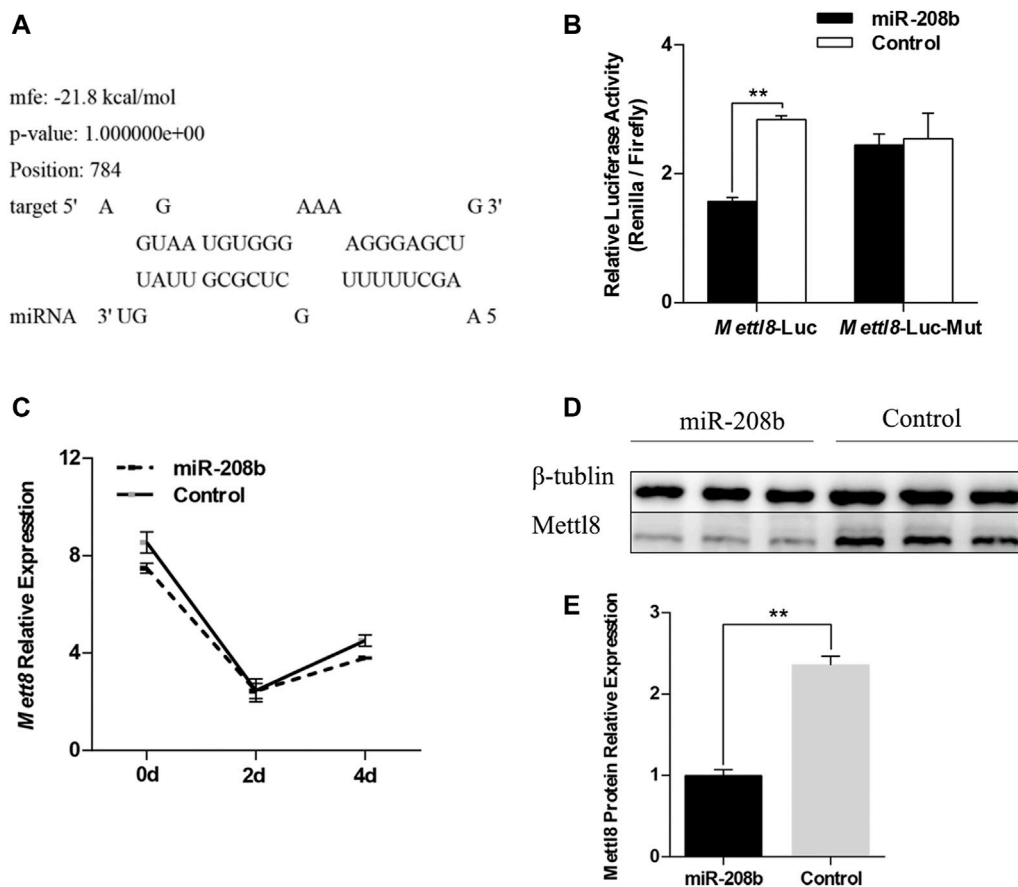 A
mfe: -21.8 kcal/mol
p-value: 1.000000e+00
Position: 784
target 5' A G AAA G 3'
GUAA UGUGGG AGGGAGCU
UAUU GCGCUC UUUUUCGA
miRNA 3' UG G A 5
B
miR-208b
Control
Relative Luciferase Activity
(Renilla / Firefly)
4
2
0
**
Mettl8-Luc
Mettl8-Luc-Mut
C
miR-208b
Control
Mett8 Relative Expression
12
8
4
0
0d
2d
4d
D
miR-208b
Control
β-tublin
Mettl8
E
Mettl8 Protein Relative Exprestion
3
2
1
0
**
miR-208b
Control